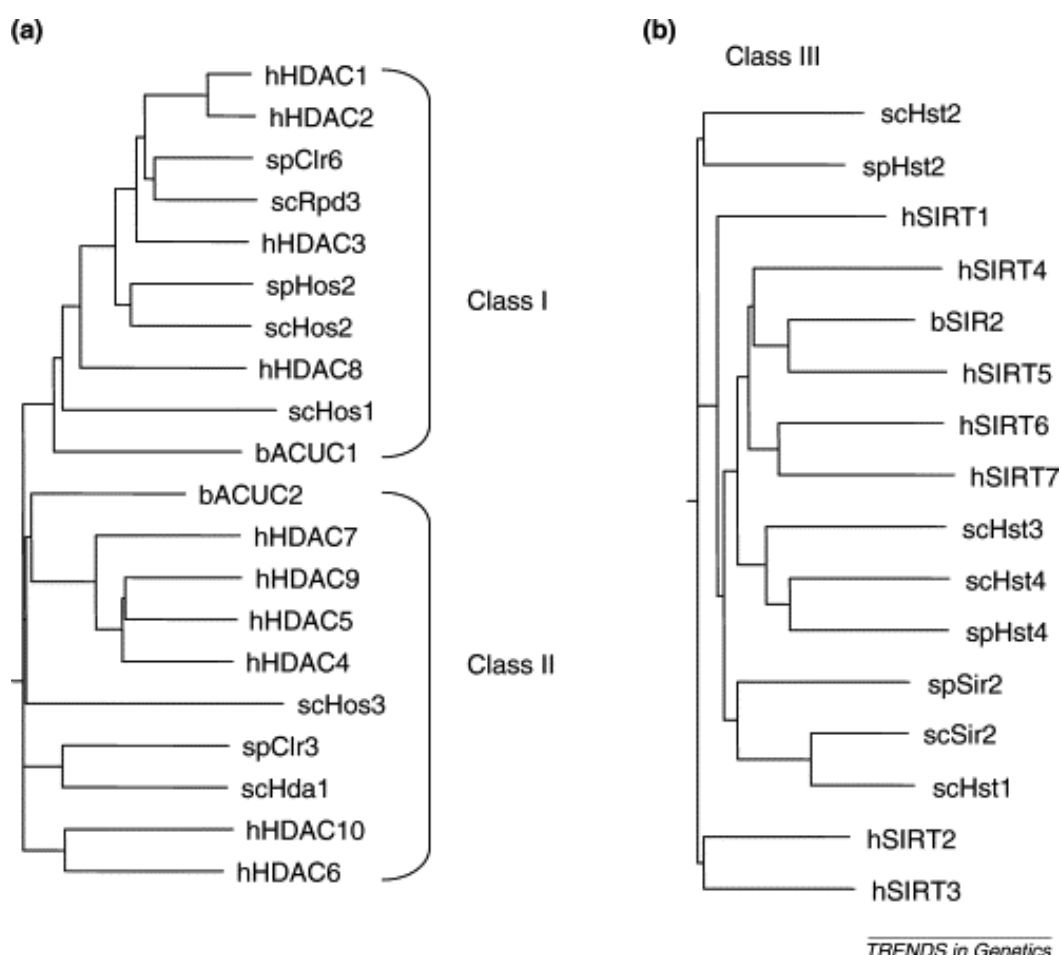 (a)
hHDAC1
hHDAC2
spClr6
scRpd3
hHDAC3
spHos2
scHos2
Class I
hHDAC8
scHos1
bACUC1
bACUC2
hHDAC7
hHDAC9
hHDAC5
hHDAC4
Class II
scHos3
spClr3
scHda1
hHDAC10
hHDAC6
(b)
Class III
scHst2
spHst2
hSIRT1
hSIRT4
bSIR2
hSIRT5
hSIRT6
hSIRT7
scHst3
scHst4
spHst4
spSir2
scSir2
scHst1
hSIRT2
hSIRT3
TRENDS in Genetics